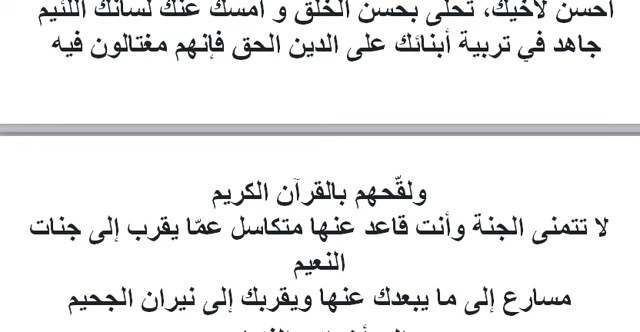 احسن لأخيك، تحلى بحسن الخلق و امسك عنك لسانك اللئيم
جاهد في تربية أبنائك على الدين الحق فإنهم مغتالون فيه
ولقّحهم بالقرآن الكريم
لا تتمنى الجنة وأنت قاعد عنها متكاسل عمّا يقرب إلى جنات
النعيم
مسارع إلى ما يبعدك عنها ويقربك إلى نيران الجحيم